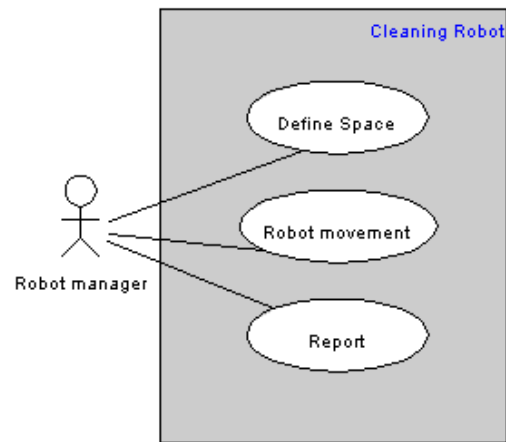 Cleaning Robot
Define Space
Robot movement
Robot manager
Report